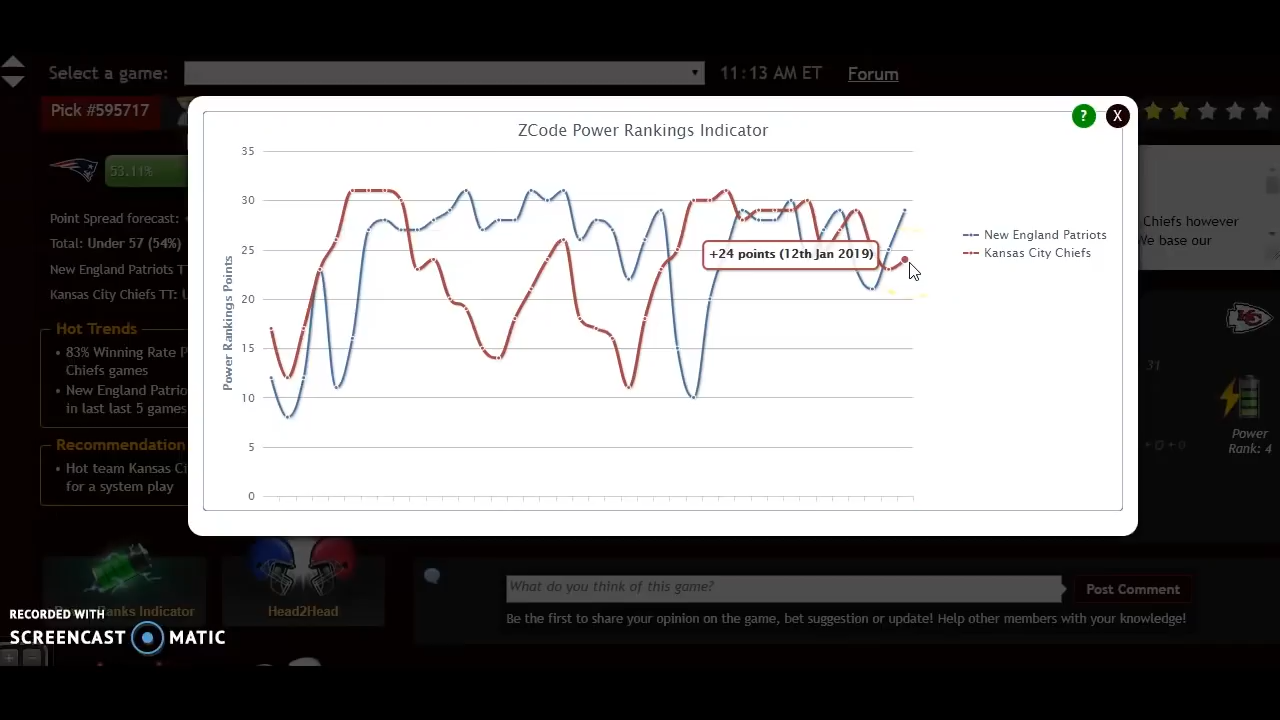 Select a game:
11:13 AM ET
Forum
Pick #595717
? X
ZCode Power Rankings Indicator
35
30
25
20
15
10
5
0
Power Rankings Points
+24 points (12th Jan 2019)
New England Patriots
Kansas City Chiefs
53.11%
Point Spread forecast:
Total: Under 57 (54%)
New England Patriots T
Kansas City Chiefs TT:
Hot Trends
• 83% Winning Rate P
Chiefs games
• New England Patrio
in last last 5 games
Recommendation
• Hot team Kansas Ci
for a system play
Chiefs however
We base our
31
Power
Rank: 4
anks Indicator
Head2Head
What do you think of this game?
Post Comment
Be the first to share your opinion on the game, bet suggestion or update! Help other members with your knowledge!
RECORDED WITH
SCREENCAST MATIC